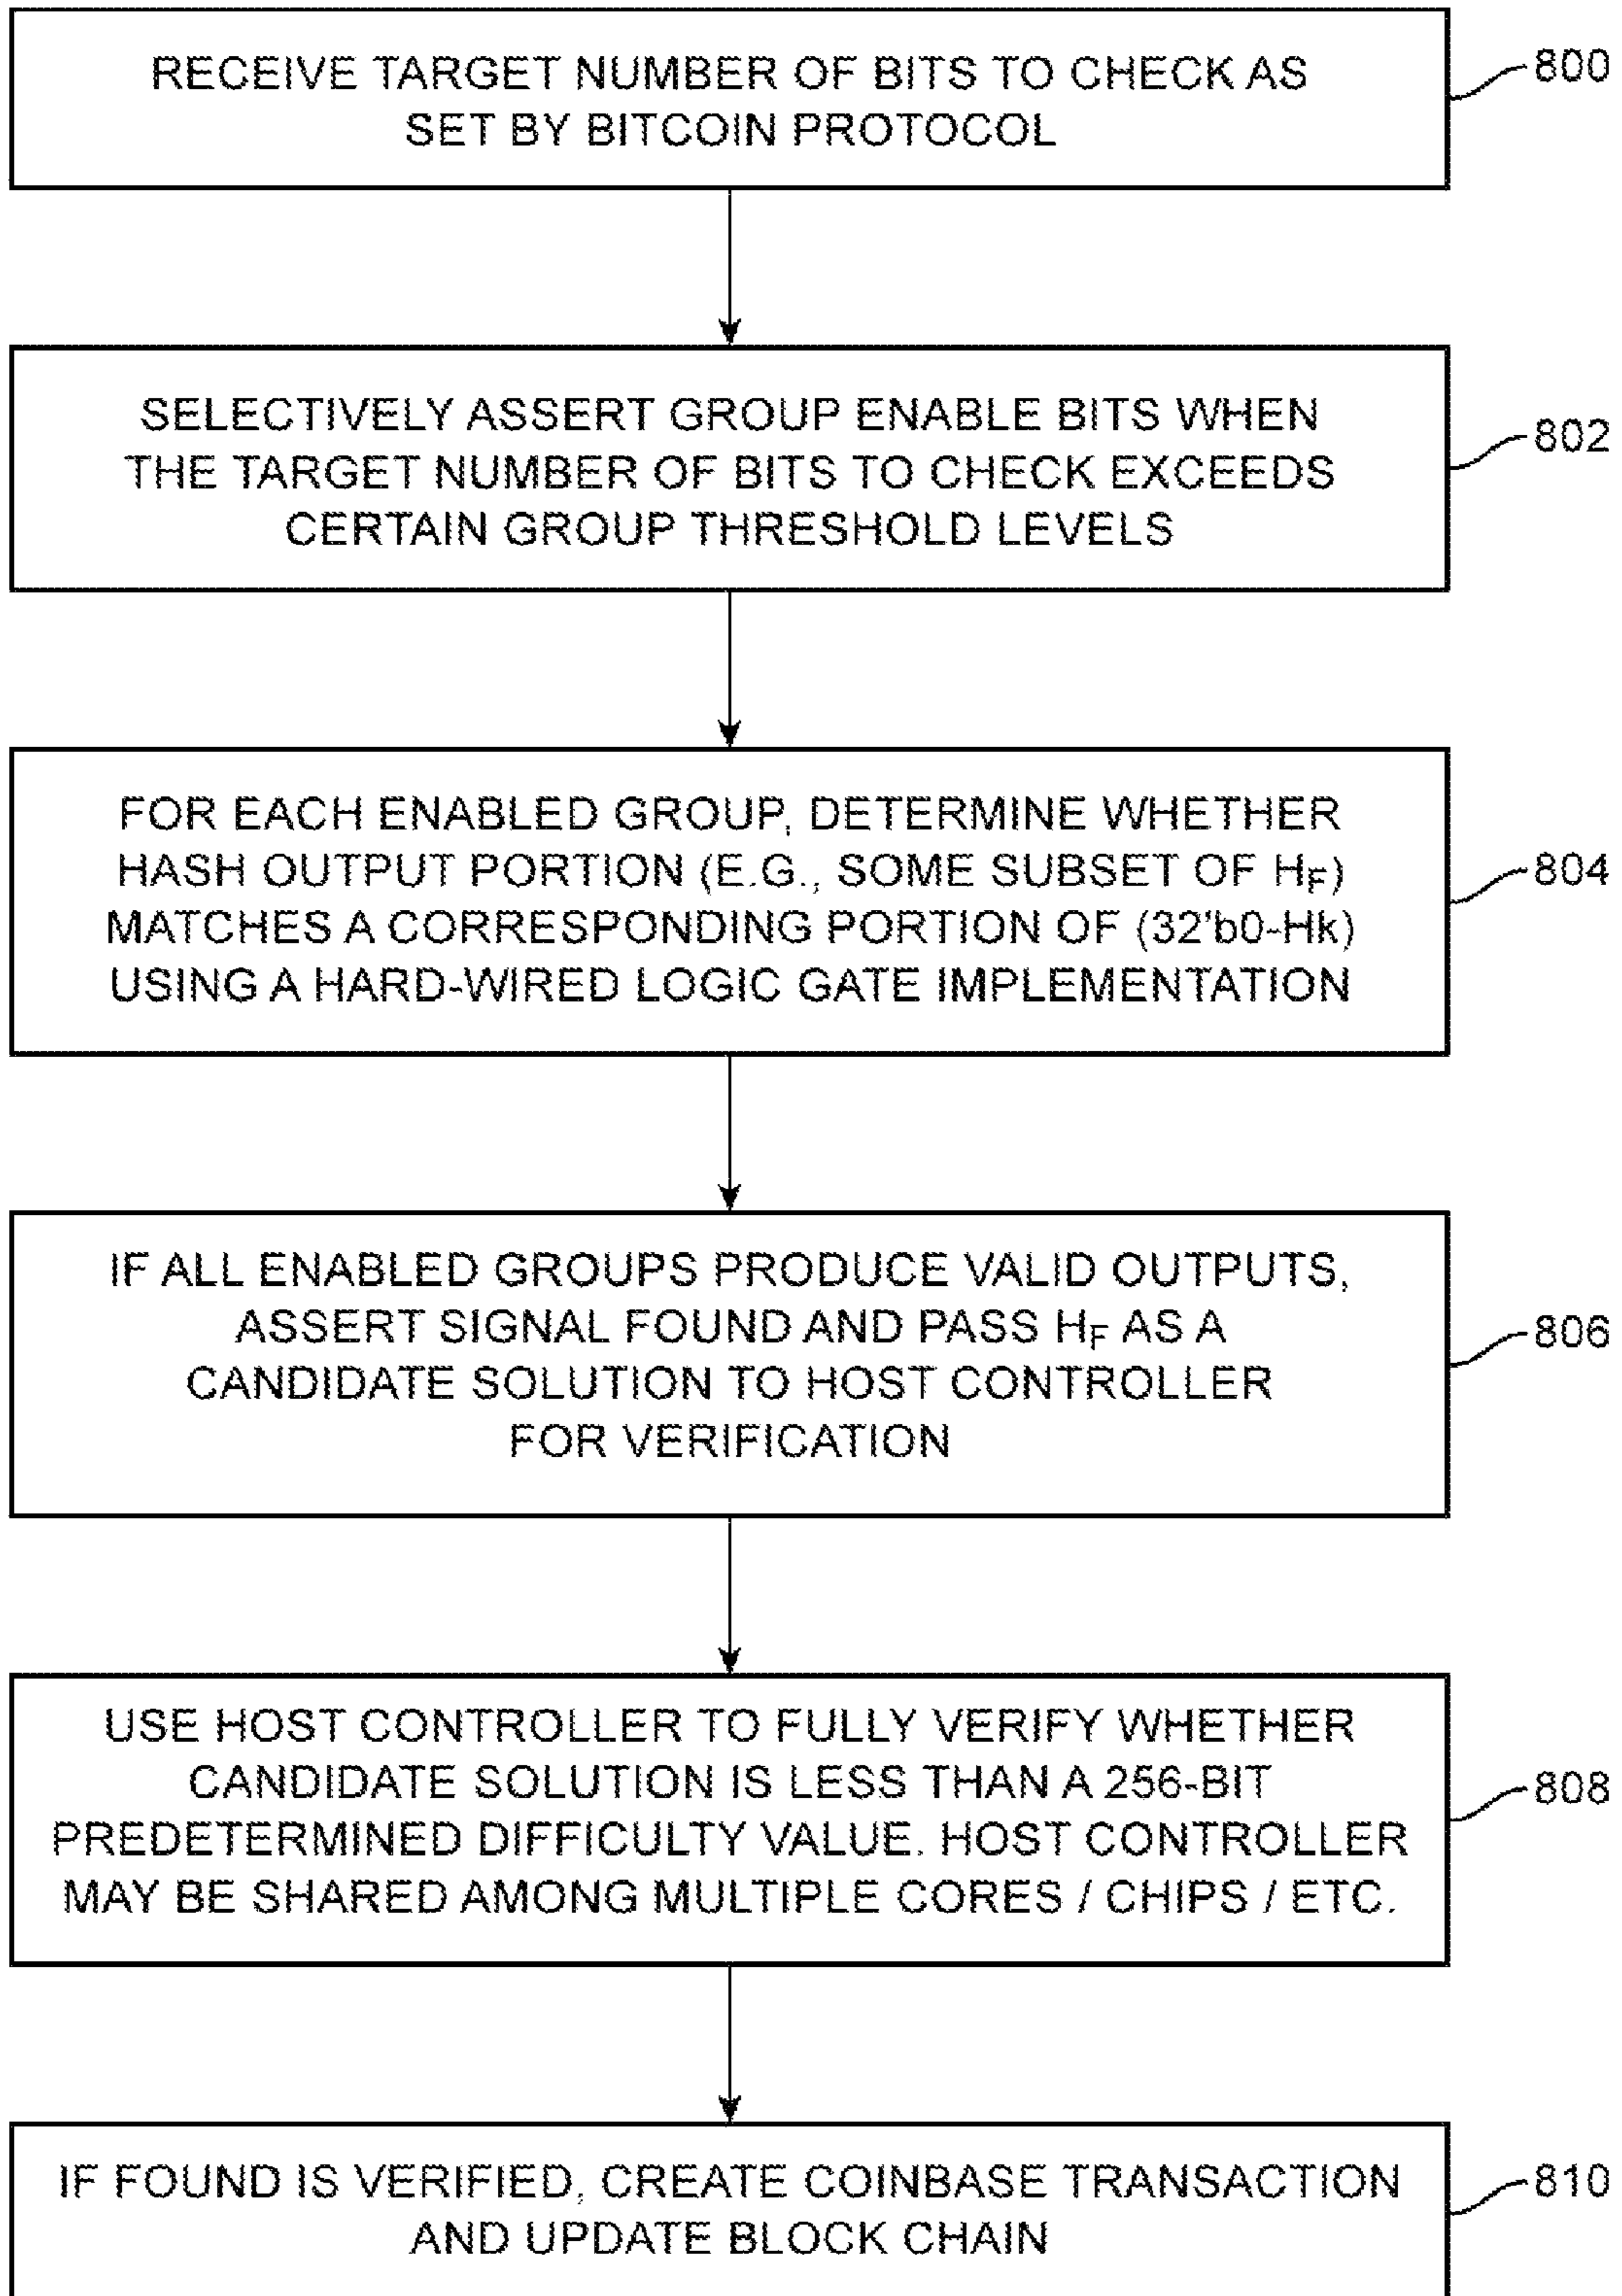 RECEIVE TARGET NUMBER OF BITS TO CHECK AS
SET BY BITCOIN PROTOCOL
800
SELECTIVELY ASSERT GROUP ENABLE BITS WHEN
THE TARGET NUMBER OF BITS TO CHECK EXCEEDS
CERTAIN GROUP THRESHOLD LEVELS
802
FOR EACH ENABLED GROUP, DETERMINE WHETHER
HASH OUTPUT PORTION (E.G., SOME SUBSET OF H_F)
MATCHES A CORRESPONDING PORTION OF (32'b0-Hk)
USING A HARD-WIRED LOGIC GATE IMPLEMENTATION
804
IF ALL ENABLED GROUPS PRODUCE VALID OUTPUTS,
ASSERT SIGNAL FOUND AND PASS H_F AS A
CANDIDATE SOLUTION TO HOST CONTROLLER
FOR VERIFICATION
806
USE HOST CONTROLLER TO FULLY VERIFY WHETHER
CANDIDATE SOLUTION IS LESS THAN A 256-BIT
PREDETERMINED DIFFICULTY VALUE. HOST CONTROLLER
MAY BE SHARED AMONG MULTIPLE CORES / CHIPS / ETC.
808
IF FOUND IS VERIFIED, CREATE COINBASE TRANSACTION
AND UPDATE BLOCK CHAIN
810